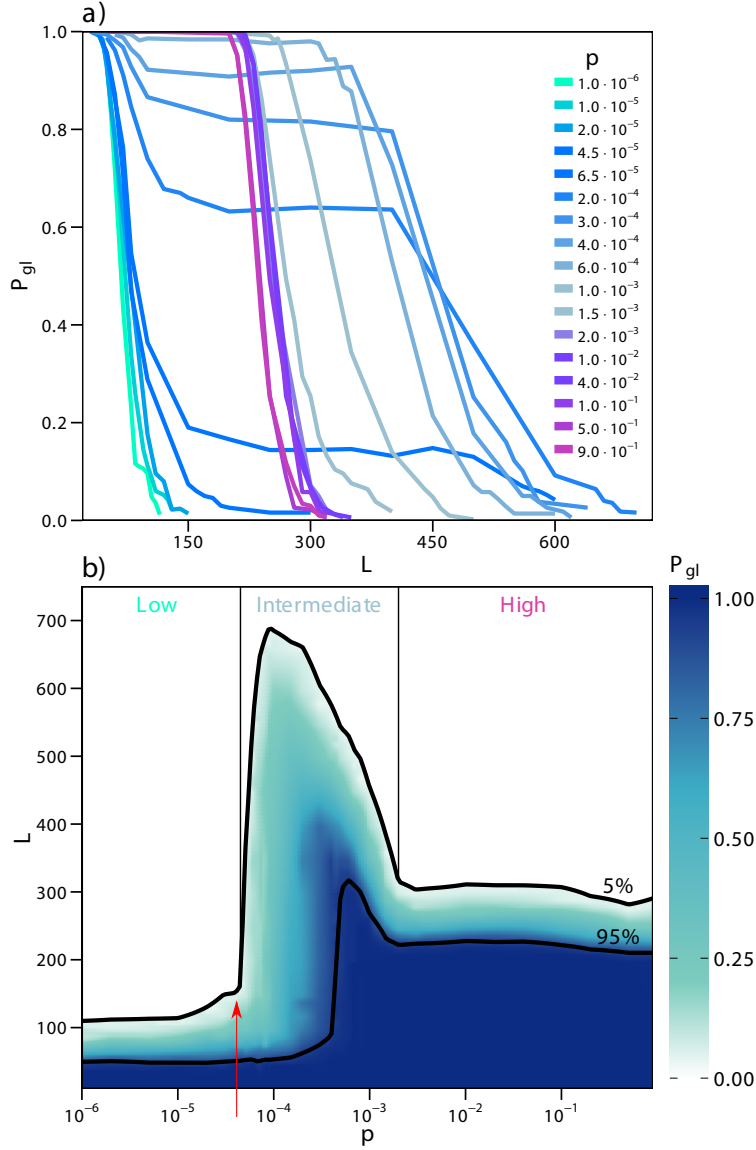 a)
1.0
0.8
0.6
0.4
0.2
0.0
P_gl
150
300
450
600
L
p
1.0 · 10⁻⁶
1.0 · 10⁻⁵
2.0 · 10⁻⁵
4.5 · 10⁻⁵
6.5 · 10⁻⁵
2.0 · 10⁻⁴
3.0 · 10⁻⁴
4.0 · 10⁻⁴
6.0 · 10⁻⁴
1.0 · 10⁻³
1.5 · 10⁻³
2.0 · 10⁻³
1.0 · 10⁻²
4.0 · 10⁻²
1.0 · 10⁻¹
5.0 · 10⁻¹
9.0 · 10⁻¹
b)
Low
Intermediate
High
700
600
500
400
300
200
100
L
5%
95%
10⁻⁶
10⁻⁵
10⁻⁴
10⁻³
10⁻²
10⁻¹
p
P_gl
1.00
0.75
0.50
0.25
0.00